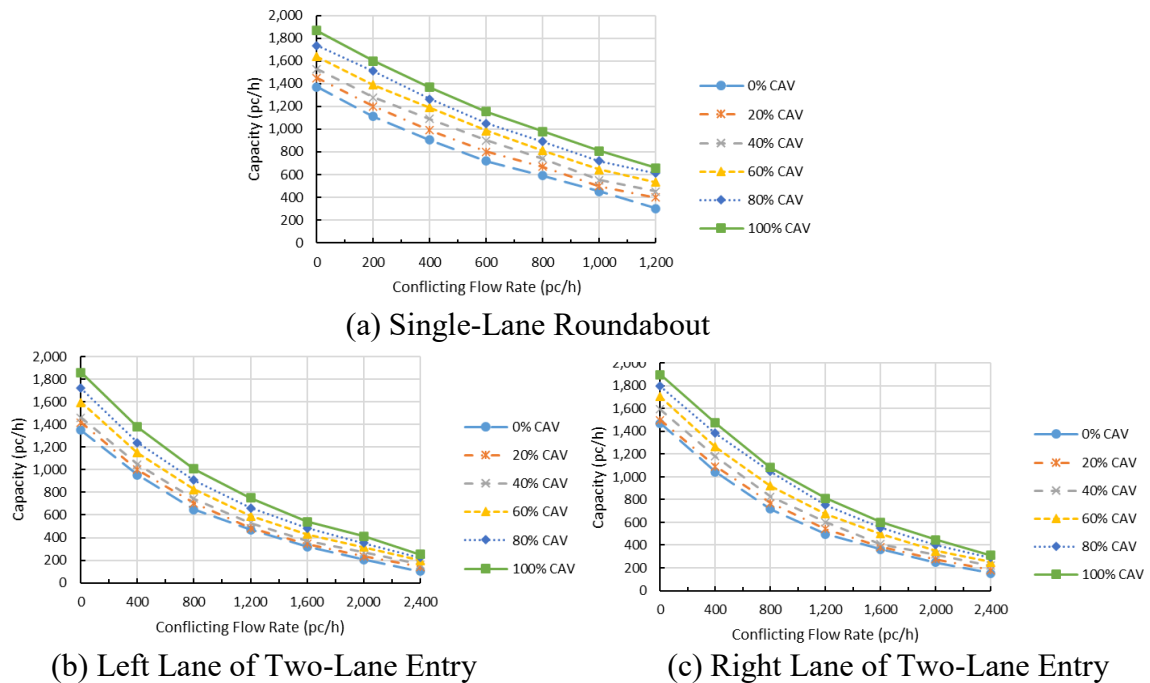 2,000
1,800
1,600
1,400
1,200
1,000
800
600
400
200
0
Capacity (pc/h)
0 200 400 600 800 1,000 1,200
Conflicting Flow Rate (pc/h)
0% CAV
20% CAV
40% CAV
60% CAV
80% CAV
100% CAV
(a) Single-Lane Roundabout
2,000
1,800
1,600
1,400
1,200
1,000
800
600
400
200
0
Capacity (pc/h)
0 400 800 1,200 1,600 2,000 2,400
Conflicting Flow Rate (pc/h)
0% CAV
20% CAV
40% CAV
60% CAV
80% CAV
100% CAV
(b) Left Lane of Two-Lane Entry
2,000
1,800
1,600
1,400
1,200
1,000
800
600
400
200
0
Capacity (pc/h)
0 400 800 1,200 1,600 2,000 2,400
Conflicting Flow Rate (pc/h)
0% CAV
20% CAV
40% CAV
60% CAV
80% CAV
100% CAV
(c) Right Lane of Two-Lane Entry